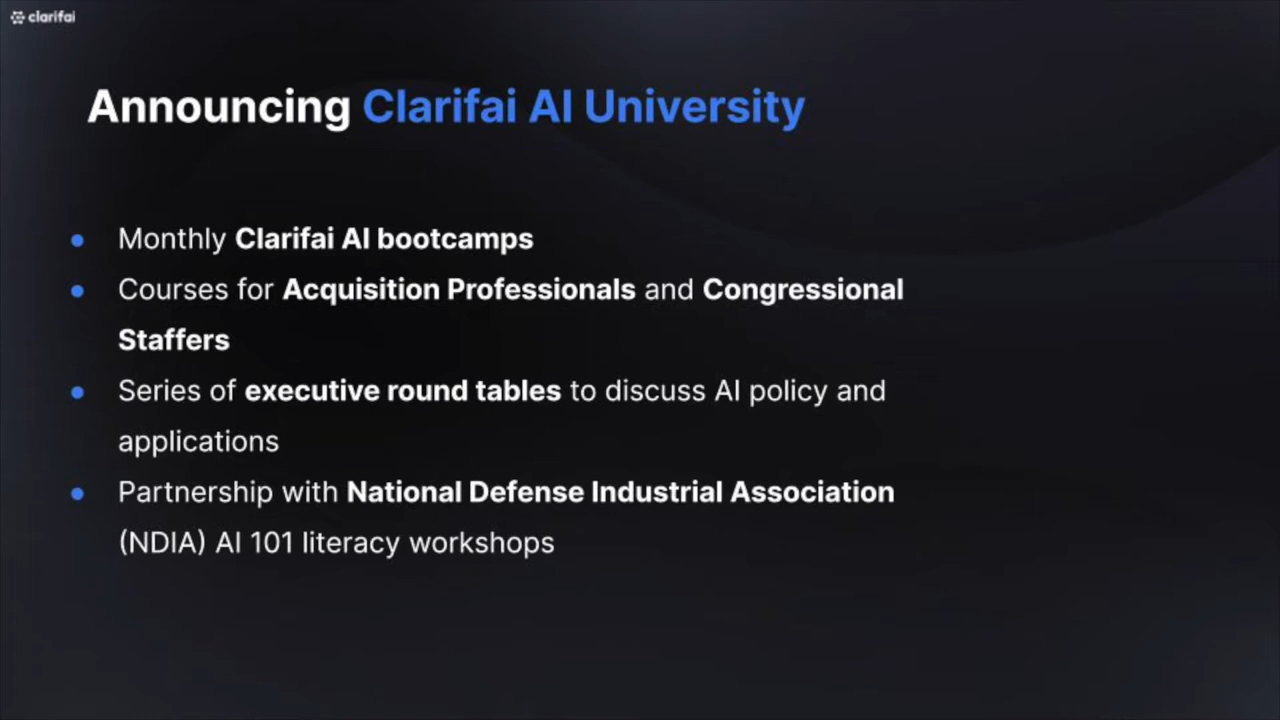 clarifai
Announcing Clarifai AI University
Monthly Clarifai AI bootcamps
Courses for Acquisition Professionals and Congressional
Staffers
Series of executive round tables to discuss AI policy and
applications
Partnership with National Defense Industrial Association
(NDIA) AI 101 literacy workshops